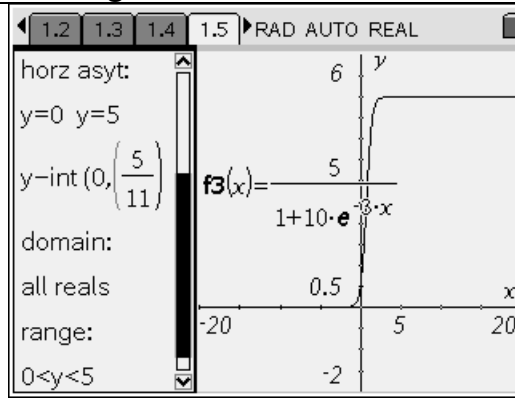 1.2 1.3 1.4 1.5 RAD AUTO REAL
horz asyt:
y=0 y=5
y-int (0,(5/11)
domain:
all reals
range:
0<y<5
6 y
f3(x)=5/(1+10·e^-3·x)
0.5 x
-20 5 20
-2